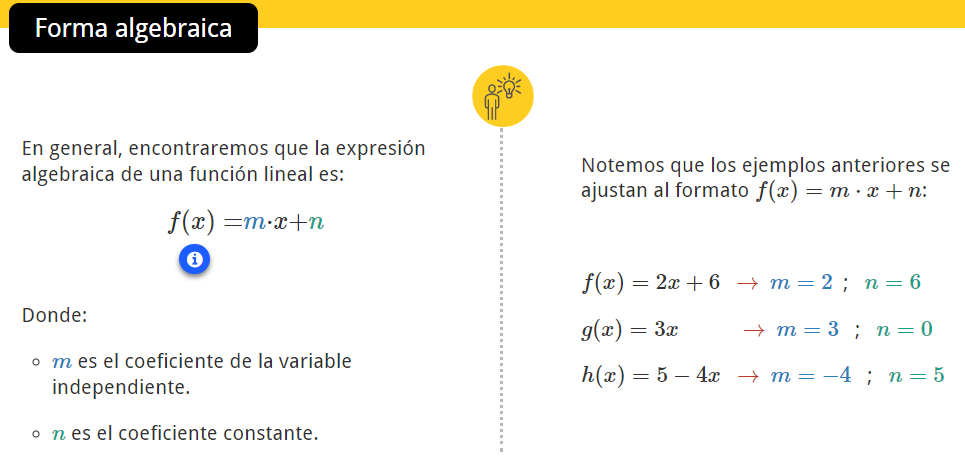 Forma algebraica
En general, encontraremos que la expresión
algebraica de una función lineal es:
f(x) =m·x+n
i
Donde:
◦ m es el coeficiente de la variable
independiente.
◦ n es el coeficiente constante.
Notemos que los ejemplos anteriores se
ajustan al formato f(x) = m · x + n:
f(x) = 2x + 6 → m = 2 ; n = 6
g(x) = 3x → m = 3 ; n = 0
h(x) = 5 − 4x → m = −4 ; n = 5